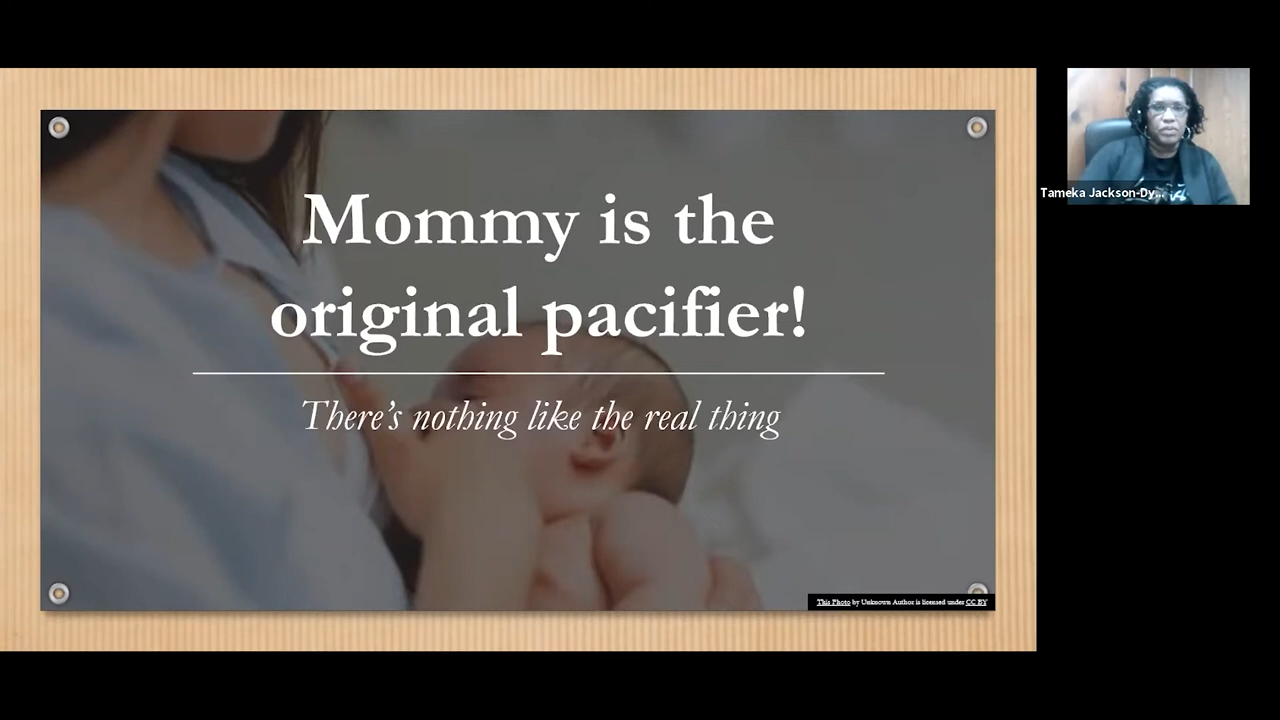 Mommy is the
original pacifier!
There's nothing like the real thing
This Photo by Unknown Author is licensed under CC BY
Tameka Jackson-Dy...